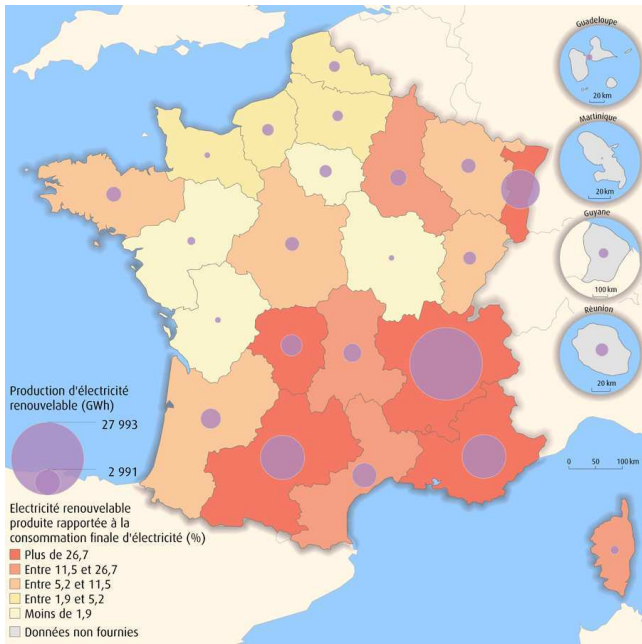 Guadeloupe
20 km
Martinique
20 km
Guyane
100 km
Réunion
20 km
0 50 100 km
Production d'électricité
renouvelable (GWh)
27 993
2 991
Electricité renouvelable
produite rapportée à la
consommation finale d'électricité (%)
Plus de 26,7
Entre 11,5 et 26,7
Entre 5,2 et 11,5
Entre 1,9 et 5,2
Moins de 1,9
Données non fournies